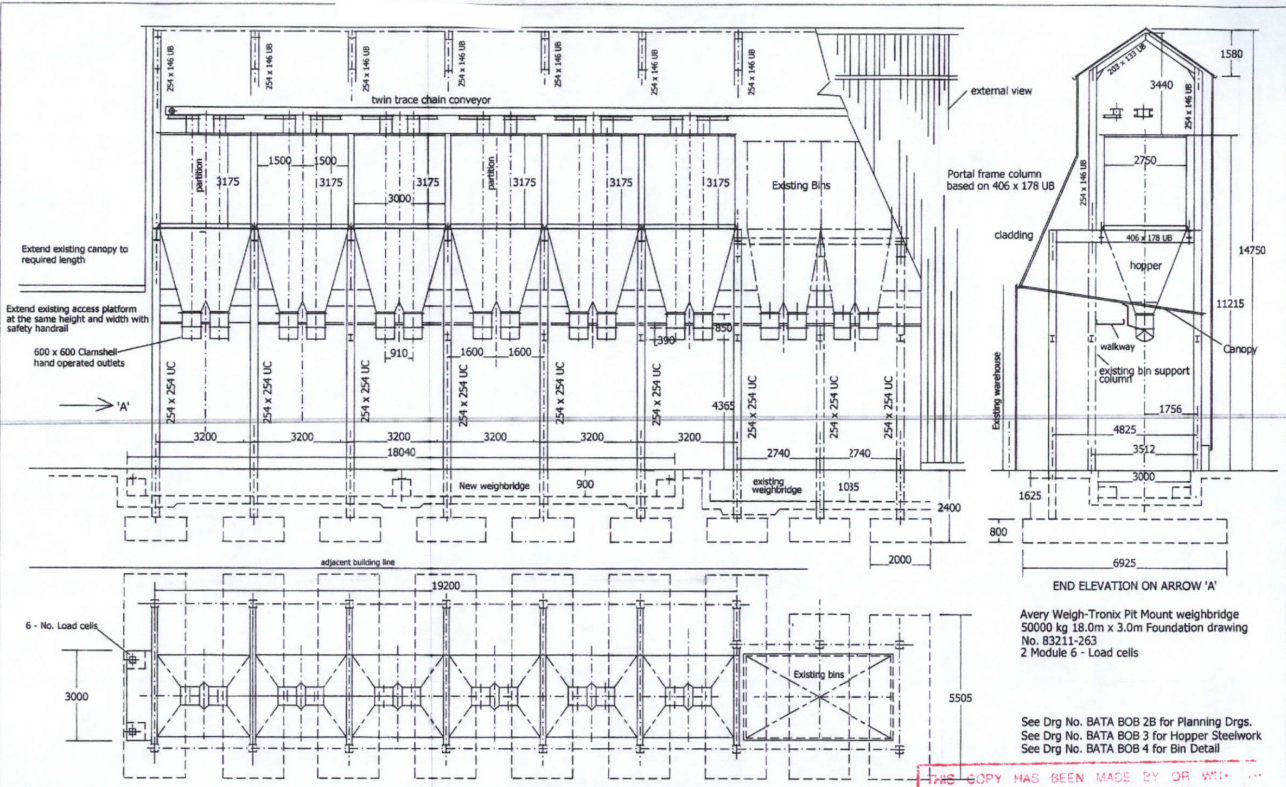 254 x 146 UB
254 x 146 UB
254 x 146 UB
254 x 146 UB
254 x 146 UB
254 x 146 UB
254 x 146 UB
twin trace chain conveyor
external view
partition
1500
1500
3175
3175
3175
partition
3175
3175
3175
3000
Existing Bins
Portal frame column
based on 406 x 178 UB
Extend existing canopy to
required length
Extend existing access platform
at the same height and width with
safety handrail
600 x 600 Clamshell
hand operated outlets
910
1600
1600
390
850
4365
'A'
254 x 254 UC
254 x 254 UC
254 x 254 UC
254 x 254 UC
254 x 254 UC
254 x 254 UC
254 x 254 UC
254 x 254 UC
254 x 254 UC
3200
3200
3200
3200
3200
3200
18040
2740
2740
New weighbridge
900
existing
weighbridge
1035
2400
2000
203 x 133 UB
1580
3440
254 x 146 UB
2750
254 x 146 UB
cladding
406 x 178 UB
hopper
14750
11215
walkway
Canopy
existing bin support
column
Existing warehouse
1756
4825
3512
3000
1625
800
6925
END ELEVATION ON ARROW 'A'
adjacent building line
19200
6 - No. Load cells
3000
Existing bins
5505
Avery Weigh-Tronix Pit Mount weighbridge
50000 kg 18.0m x 3.0m Foundation drawing
No. 83211-263
2 Module 6 - Load cells
See Drg No. BATA BOB 2B for Planning Drgs.
See Drg No. BATA BOB 3 for Hopper Steelwork
See Drg No. BATA BOB 4 for Bin Detail
THIS COPY HAS BEEN MADE BY OR